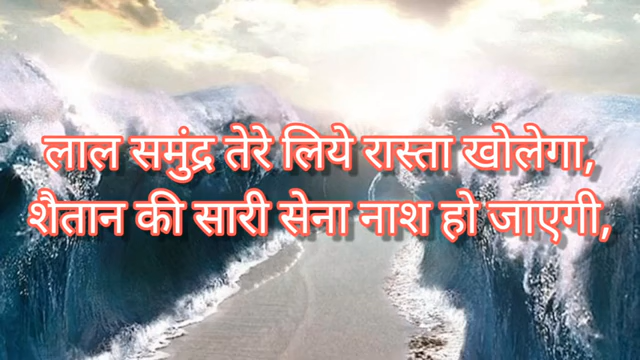 लाल समुंद्र तेरे लिये रास्ता खोलेगा,
शैतान की सारी सेना नाश हो जाएगी,